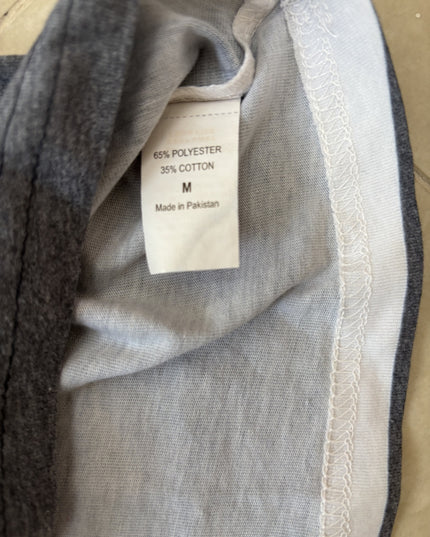 65% POLYESTER
35% COTTON
M
Made in Pakistan